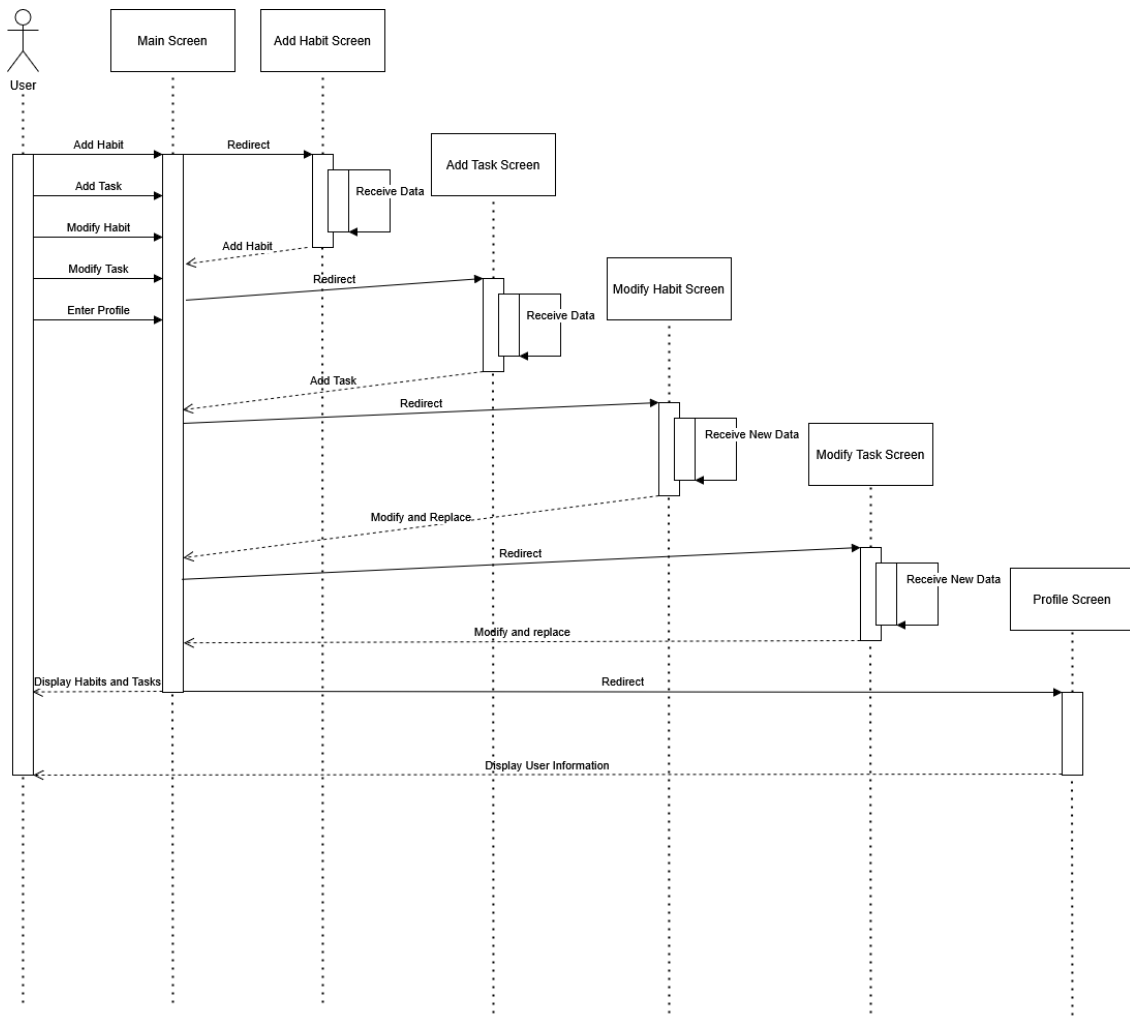 User
Main Screen
Add Habit Screen
Add Habit
Redirect
Add Task Screen
Receive Data
Add Task
Modify Habit
Add Habit
Modify Task
Redirect
Modify Habit Screen
Enter Profile
Receive Data
Add Task
Redirect
Receive New Data
Modify Task Screen
Modify and Replace
Redirect
Receive New Data
Profile Screen
Modify and replace
Display Habits and Tasks
Redirect
Display User Information